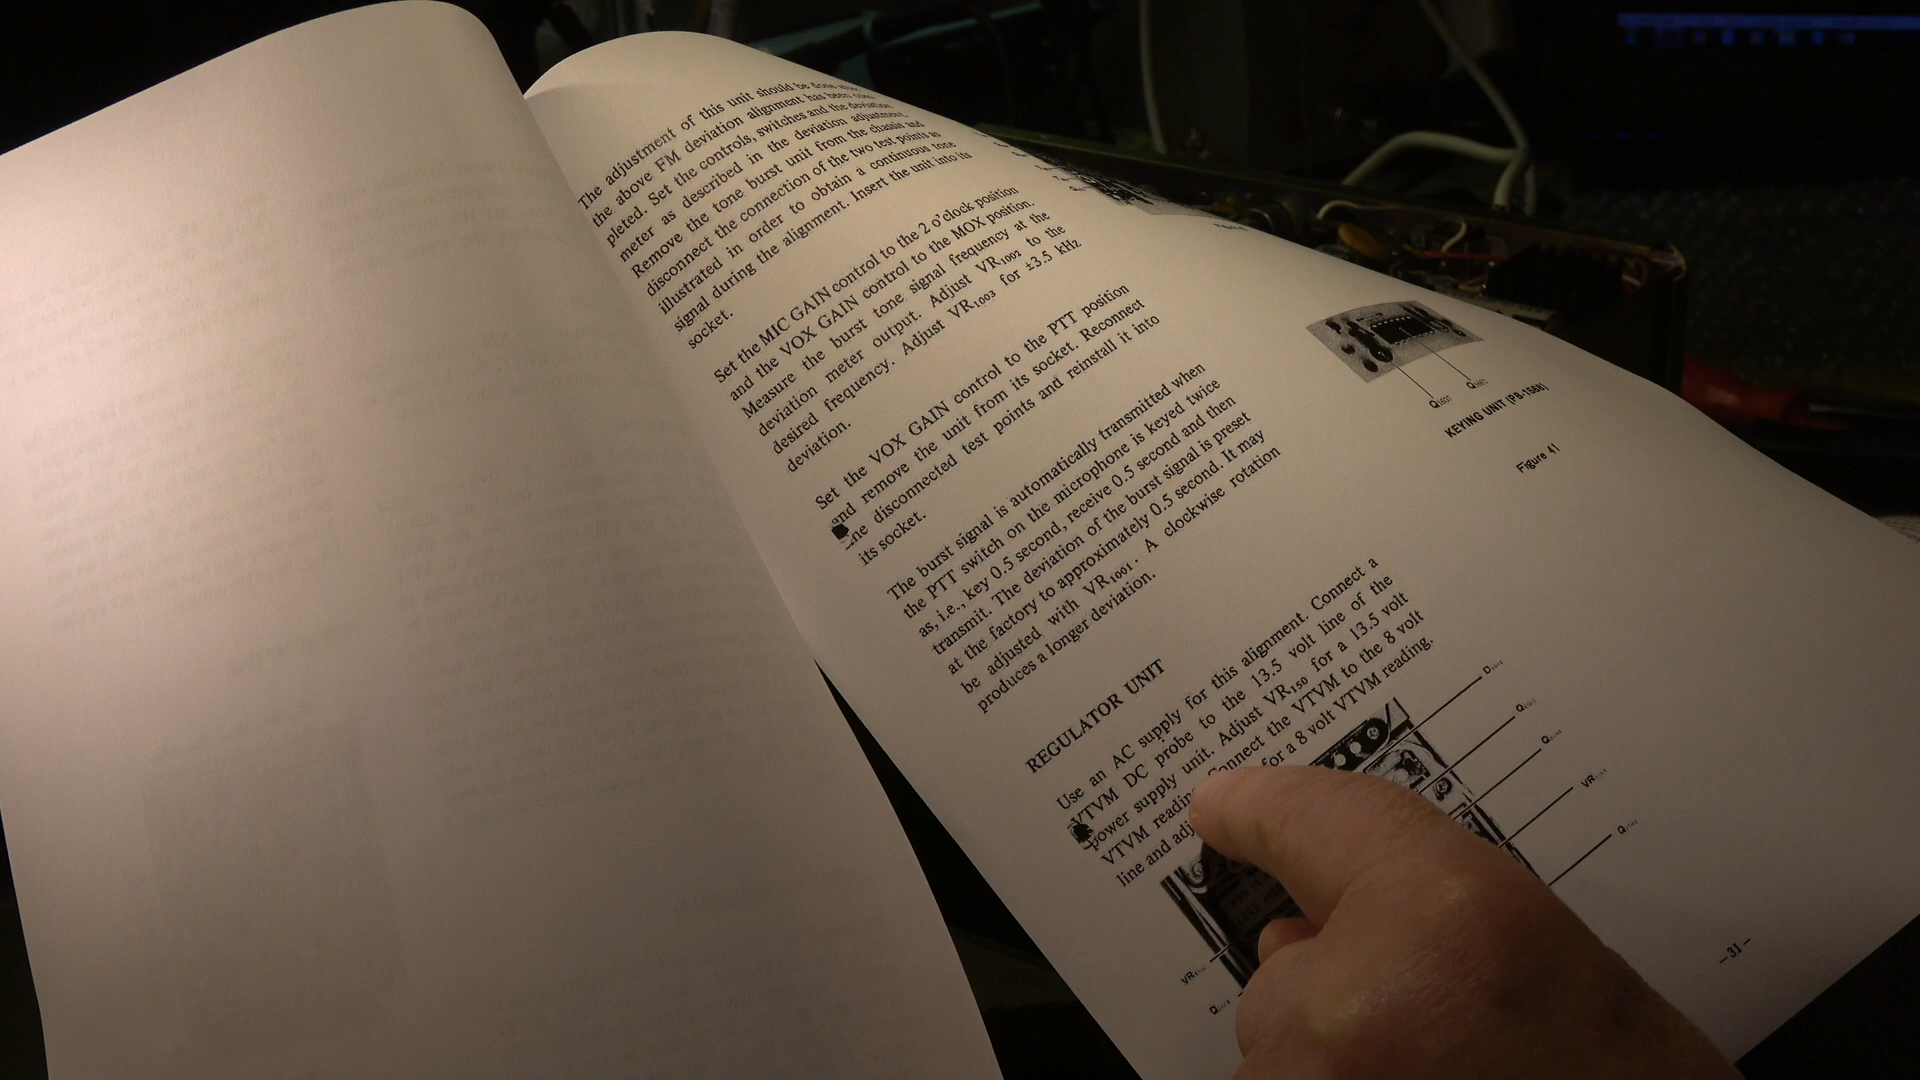 The adjustment of this unit should be done
the above FM deviation alignment has been com-
pleted. Set the controls, switches and the deviation
meter as described in the deviation adjustment.
Remove the tone burst unit from the chassis and
disconnect the connection of the two test points as
illustrated in order to obtain a continuous tone
signal during the alignment. Insert the unit into its
socket.
Set the MIC GAIN control to the 2 o'clock position
and the VOX GAIN control to the MOX position.
Measure the burst tone signal frequency at the
deviation meter output. Adjust VR1002 to the
desired frequency. Adjust VR1003 for ±3.5 kHz
deviation.
Set the VOX GAIN control to the PTT position
and remove the unit from its socket. Reconnect
the disconnected test points and reinstall it into
its socket.
The burst signal is automatically transmitted when
the PTT switch on the microphone is keyed twice
as, i.e., key 0.5 second, receive 0.5 second and then
transmit. The deviation of the burst signal is preset
at the factory to approximately 0.5 second. It may
be adjusted with VR1001. A clockwise rotation
produces a longer deviation.
REGULATOR UNIT
Use an AC supply for this alignment. Connect a
VTVM DC probe to the 13.5 volt line of the
power supply unit. Adjust VR150 for a 13.5 volt
VTVM reading. Connect the VTVM to the 8 volt
line and adj for a 8 volt VTVM reading.
KEYING UNIT (PB-1568)
Figure 41
—31—